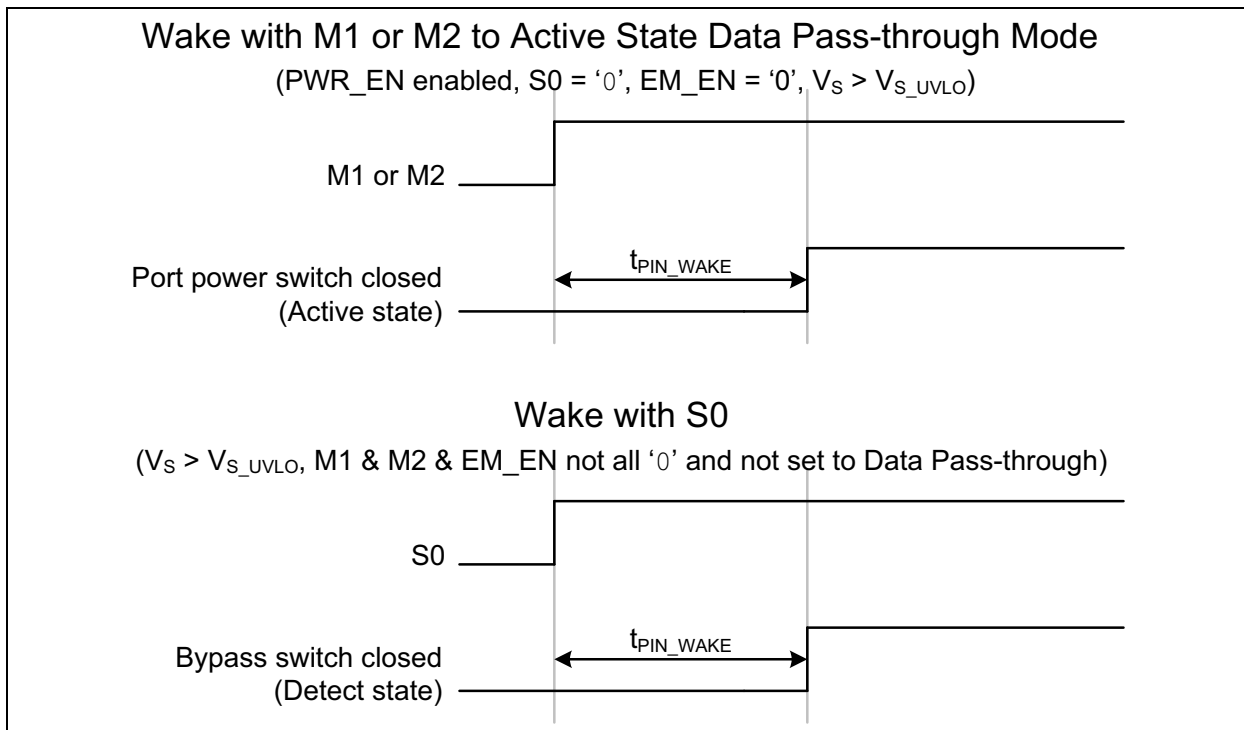 Wake with M1 or M2 to Active State Data Pass-through Mode
(PWR_EN enabled, S0 = ‘0’, EM_EN = ‘0’, VS > VS_UVLO)
M1 or M2
tPIN_WAKE
Port power switch closed
(Active state)
Wake with S0
(VS > VS_UVLO, M1 & M2 & EM_EN not all ‘0’ and not set to Data Pass-through)
S0
tPIN_WAKE
Bypass switch closed
(Detect state)